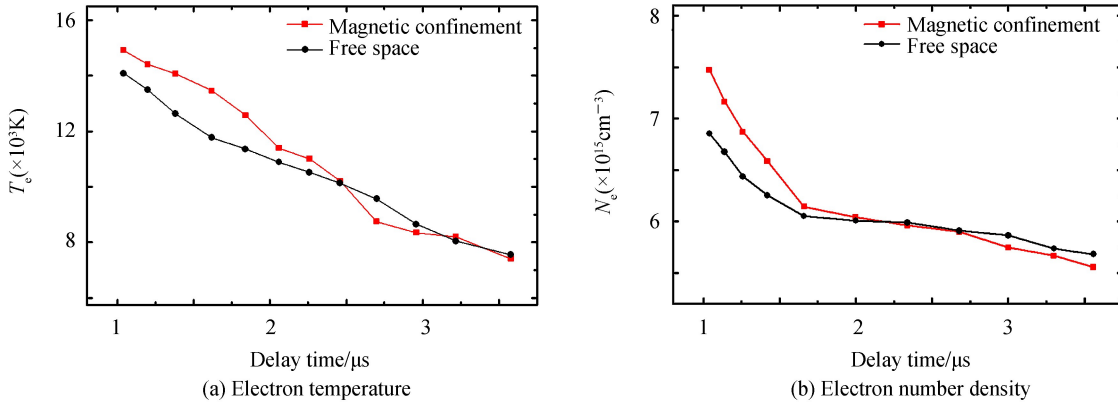 16
12
8
4
Magnetic confinement
Free space
Te(×10³K)
1
2
3
Delay time/μs
(a) Electron temperature
8
7
6
Magnetic confinement
Free space
Ne(×10¹⁵cm⁻³)
1
2
3
Delay time/μs
(b) Electron number density